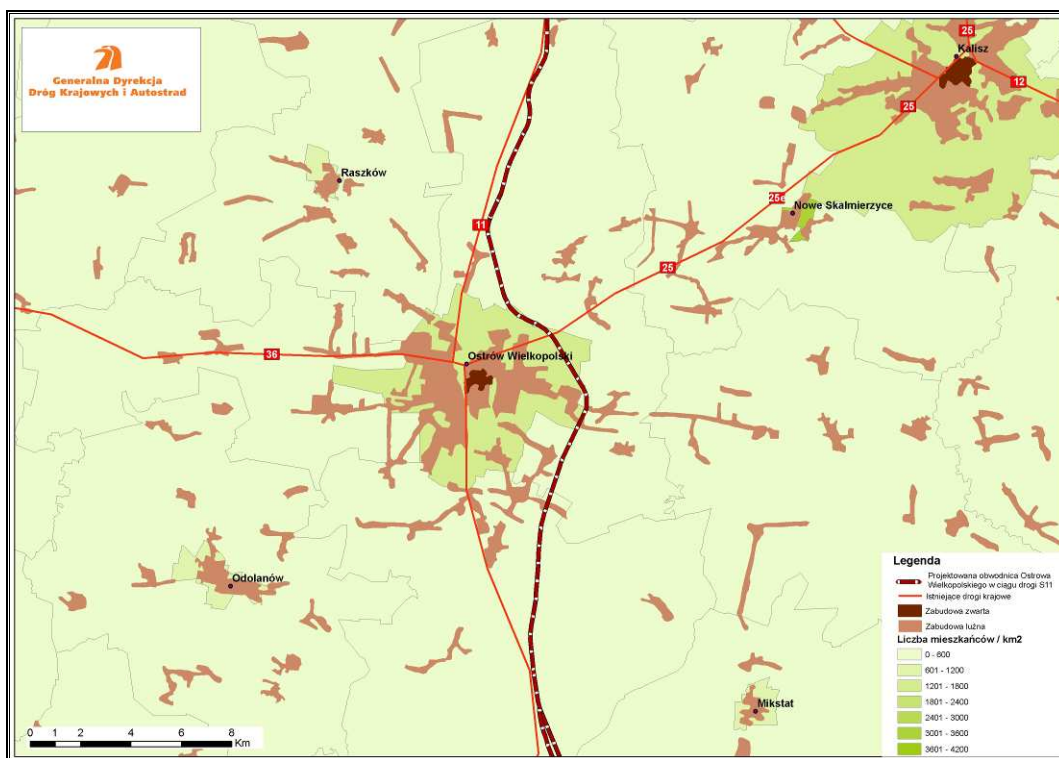 Generalna Dyrekcja
Dróg Krajowych i Autostrad
25
Kalisz
12
25
Raszków
25e
Nowe Skalmierzyce
11
25
36
Ostrów Wielkopolski
Odolanów
Mikstat
0 1 2 4 6 8
Km
Legenda
Projektowana obwodnica Ostrowa
Wielkopolskiego w ciągu drogi S11
Istniejące drogi krajowe
Zabudowa zwarta
Zabudowa luźna
Liczba mieszkańców / km2
0 - 600
601 - 1200
1201 - 1800
1801 - 2400
2401 - 3000
3001 - 3600
3601 - 4200